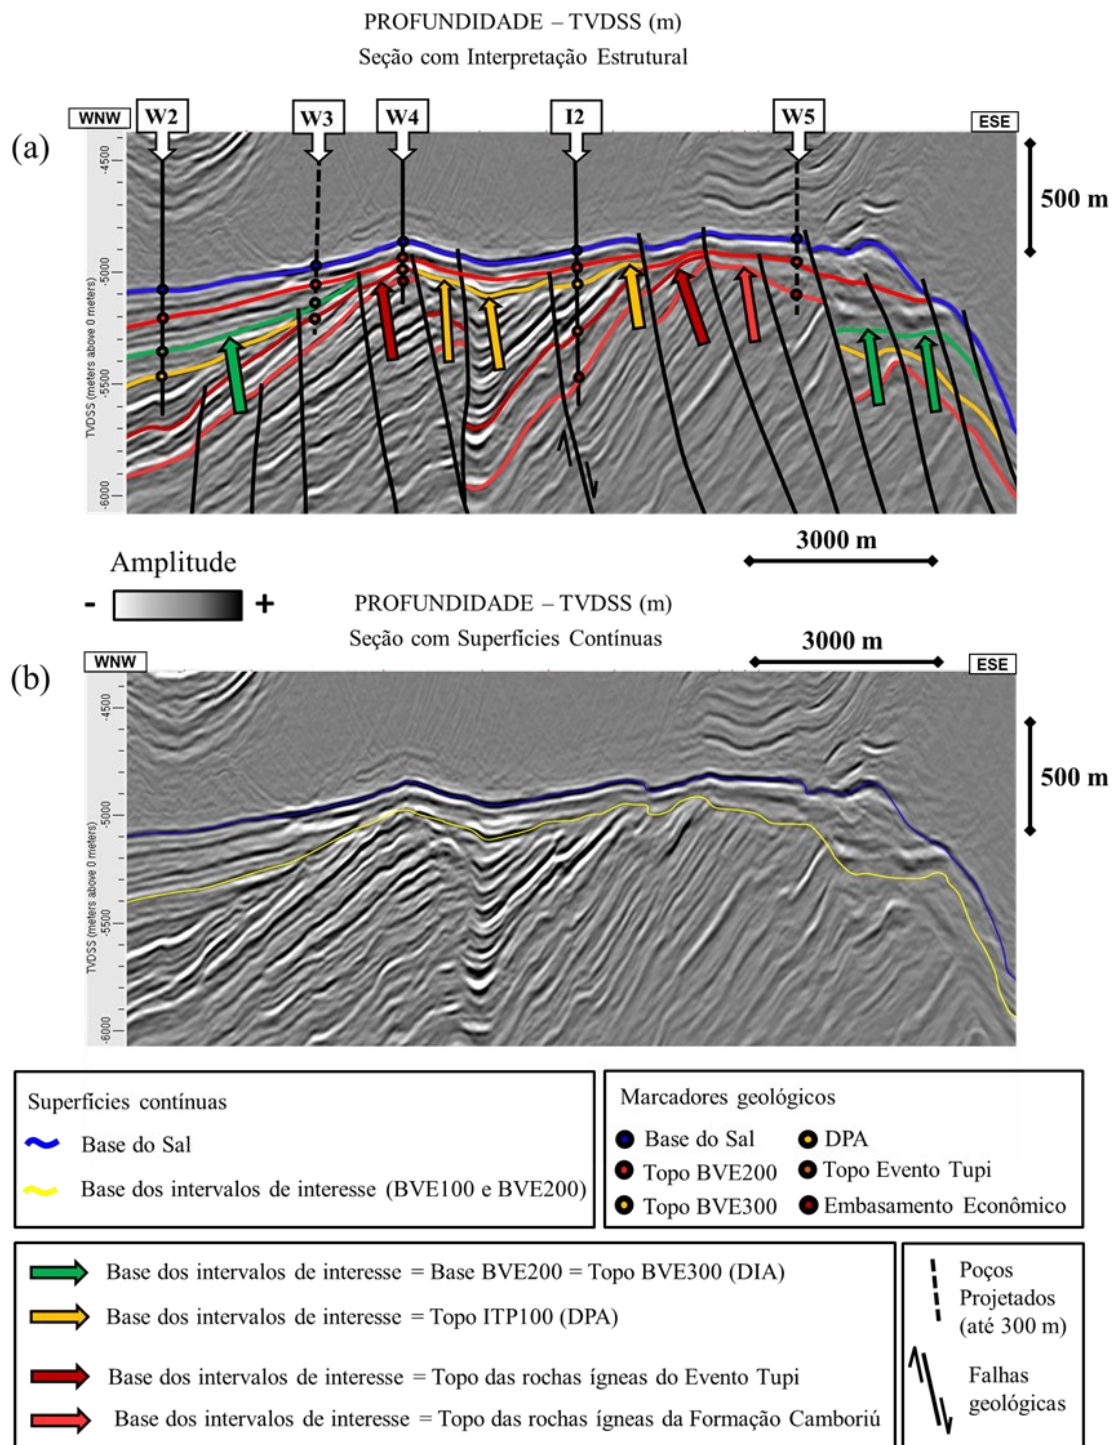 PROFUNDIDADE – TVDSS (m)
Seção com Interpretação Estrutural
(a)
WNW
W2
W3
W4
I2
W5
ESE
-4500
-5000
-5500
-6000
TVDSS (meters above 0 meters)
500 m
3000 m
Amplitude
- +
PROFUNDIDADE – TVDSS (m)
Seção com Superfícies Contínuas
3000 m
(b)
WNW
ESE
-4500
-5000
-5500
-6000
TVDSS (meters above 0 meters)
500 m
Superfícies contínuas
Base do Sal
Base dos intervalos de interesse (BVE100 e BVE200)
Marcadores geológicos
Base do Sal
DPA
Topo BVE200
Topo Evento Tupi
Topo BVE300
Embasamento Econômico
Base dos intervalos de interesse = Base BVE200 = Topo BVE300 (DIA)
Base dos intervalos de interesse = Topo ITP100 (DPA)
Base dos intervalos de interesse = Topo das rochas ígneas do Evento Tupi
Base dos intervalos de interesse = Topo das rochas ígneas da Formação Camboriú
Poços
Projetados
(até 300 m)
Falhas
geológicas